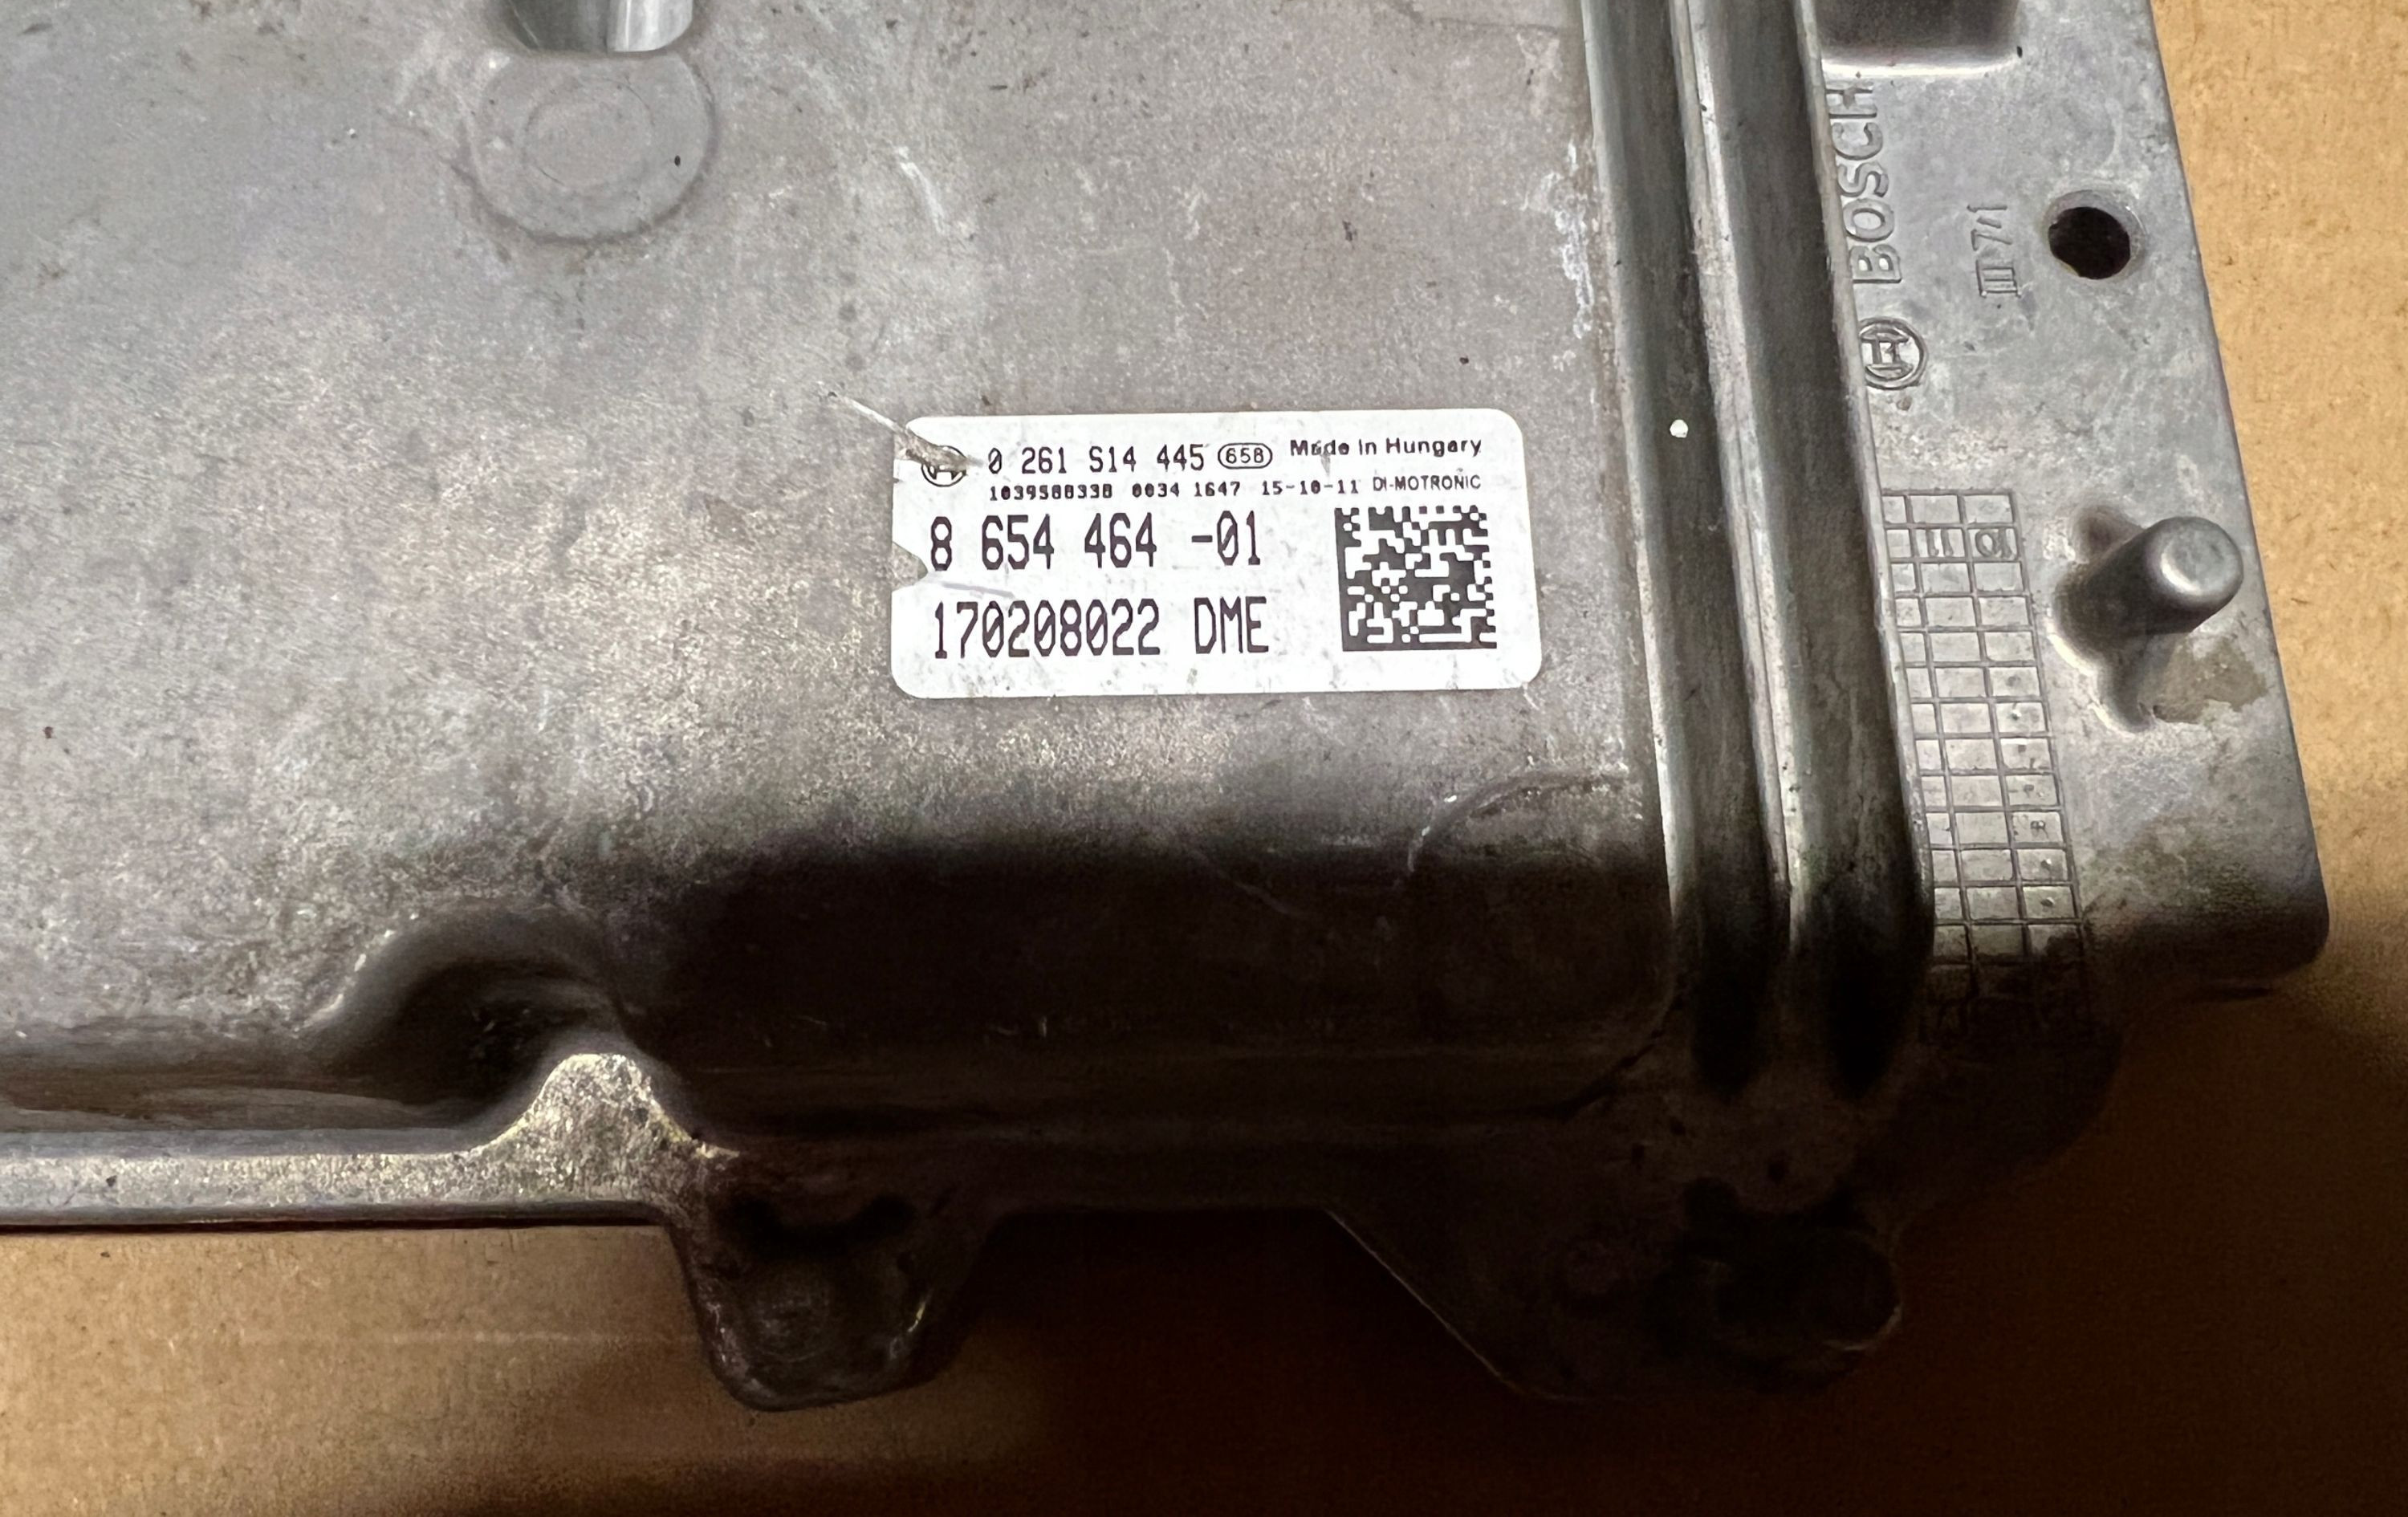 0 261 S14 445 658 Made in Hungary
1039S88338 0034 1647 15-10-11 DI-MOTRONIC
8 654 464 -01
170208022 DME
BOSCH